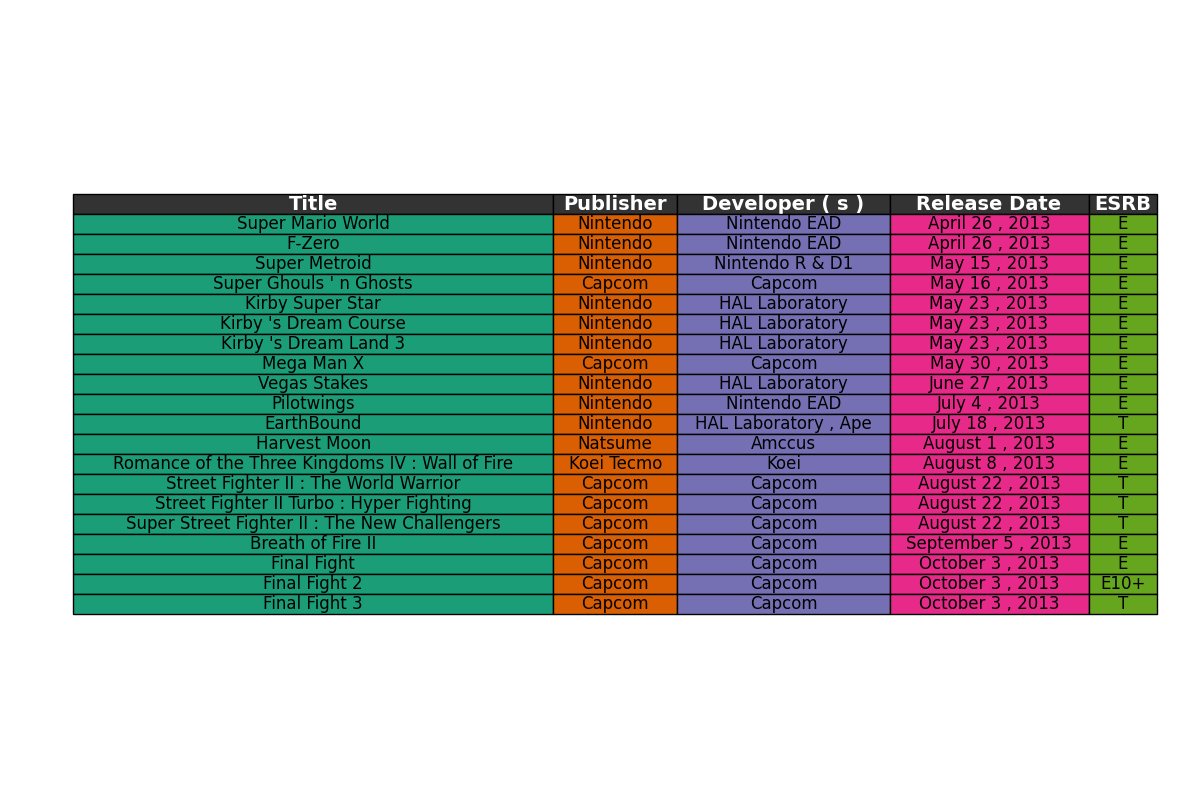 Title Publisher Developer ( s ) Release Date ESRB
Super Mario World Nintendo Nintendo EAD April 26 , 2013 E
F-Zero Nintendo Nintendo EAD April 26 , 2013 E
Super Metroid Nintendo Nintendo R & D1 May 15 , 2013 E
Super Ghouls ' n Ghosts Capcom Capcom May 16 , 2013 E
Kirby Super Star Nintendo HAL Laboratory May 23 , 2013 E
Kirby 's Dream Course Nintendo HAL Laboratory May 23 , 2013 E
Kirby 's Dream Land 3 Nintendo HAL Laboratory May 23 , 2013 E
Mega Man X Capcom Capcom May 30 , 2013 E
Vegas Stakes Nintendo HAL Laboratory June 27 , 2013 E
Pilotwings Nintendo Nintendo EAD July 4 , 2013 E
EarthBound Nintendo HAL Laboratory , Ape July 18 , 2013 T
Harvest Moon Natsume Amccus August 1 , 2013 E
Romance of the Three Kingdoms IV : Wall of Fire Koei Tecmo Koei August 8 , 2013 E
Street Fighter II : The World Warrior Capcom Capcom August 22 , 2013 T
Street Fighter II Turbo : Hyper Fighting Capcom Capcom August 22 , 2013 T
Super Street Fighter II : The New Challengers Capcom Capcom August 22 , 2013 T
Breath of Fire II Capcom Capcom September 5 , 2013 E
Final Fight Capcom Capcom October 3 , 2013 E
Final Fight 2 Capcom Capcom October 3 , 2013 E10+
Final Fight 3 Capcom Capcom October 3 , 2013 T